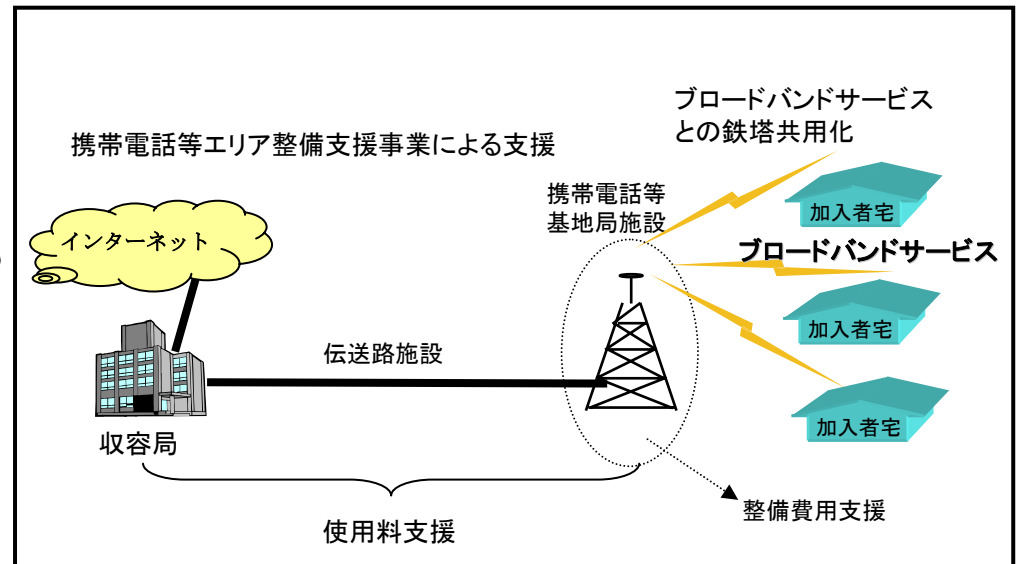 ブロードバンドサービス
との鉄塔共用化
携帯電話等エリア整備支援事業による支援
携帯電話等
基地局施設
加入者宅
インターネット
ブロードバンドサービス
加入者宅
伝送路施設
加入者宅
収容局
整備費用支援
使用料支援